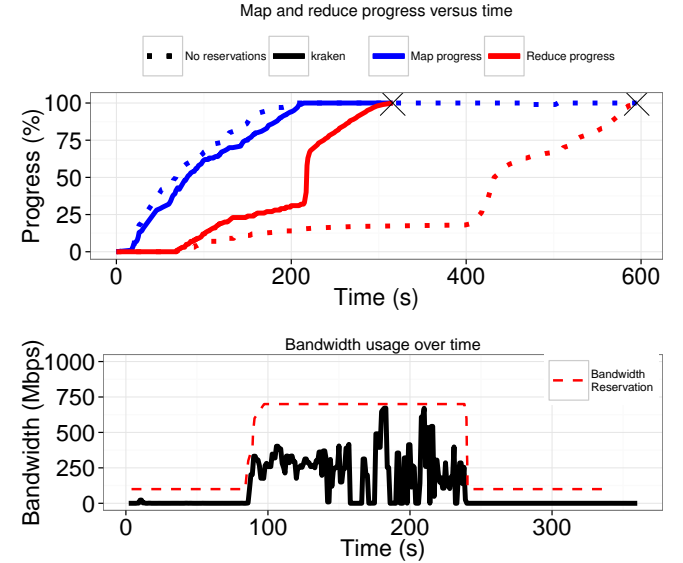 Map and reduce progress versus time
No reservations kraken Map progress Reduce progress
Progress (%)
100
75
50
25
0
0 200 400 600
Time (s)
Bandwidth usage over time
Bandwidth
Reservation
Bandwidth (Mbps)
1000
750
500
250
0
0 100 200 300
Time (s)